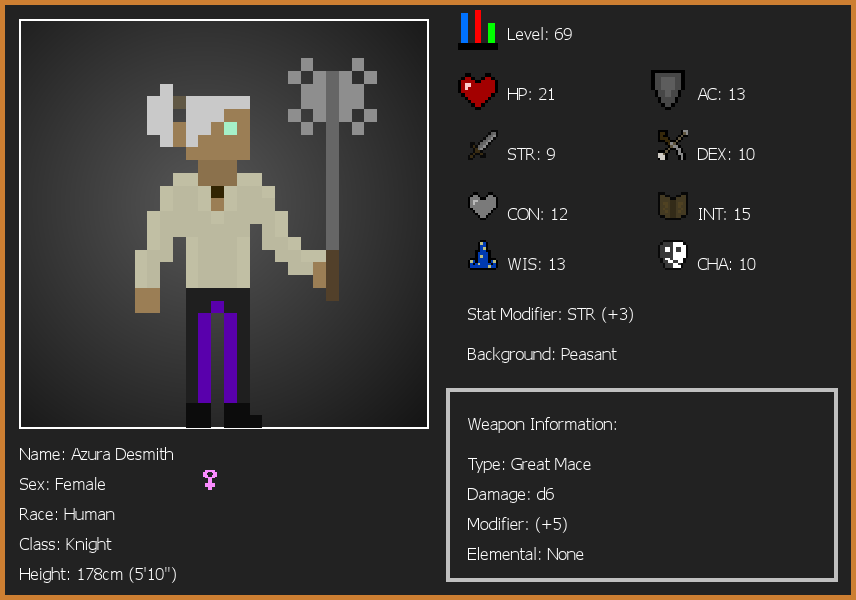 Level: 69
HP: 21
AC: 13
STR: 9
DEX: 10
CON: 12
INT: 15
WIS: 13
CHA: 10
Stat Modifier: STR (+3)
Background: Peasant
Weapon Information:
Type: Great Mace
Damage: d6
Modifier: (+5)
Elemental: None
Name: Azura Desmith
Sex: Female
Race: Human
Class: Knight
Height: 178cm (5'10")